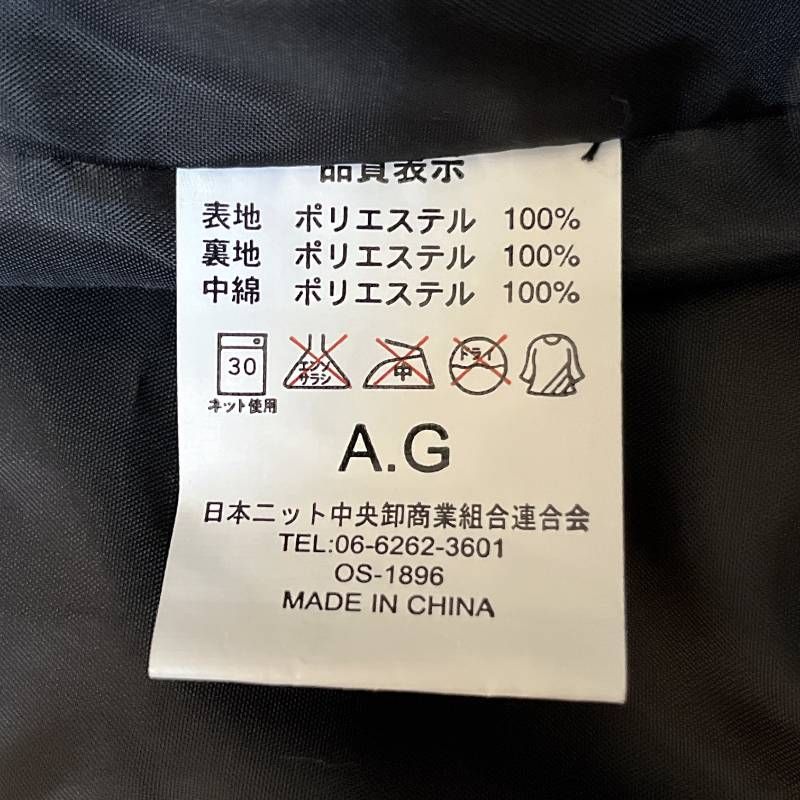 品質表示
表地 ポリエステル 100%
裏地 ポリエステル 100%
中綿 ポリエステル 100%
30
エンソ
サラシ
中
ドライ
ネット使用
A.G
日本ニット中央卸商業組合連合会
TEL:06-6262-3601
OS-1896
MADE IN CHINA